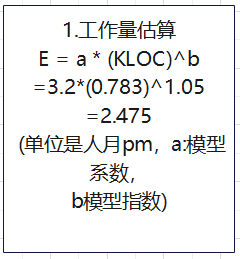 1.工作量估算
E = a * (KLOC)^b
=3.2*(0.783)^1.05
=2.475
(单位是人月pm，a:模型
系数，
b模型指数)